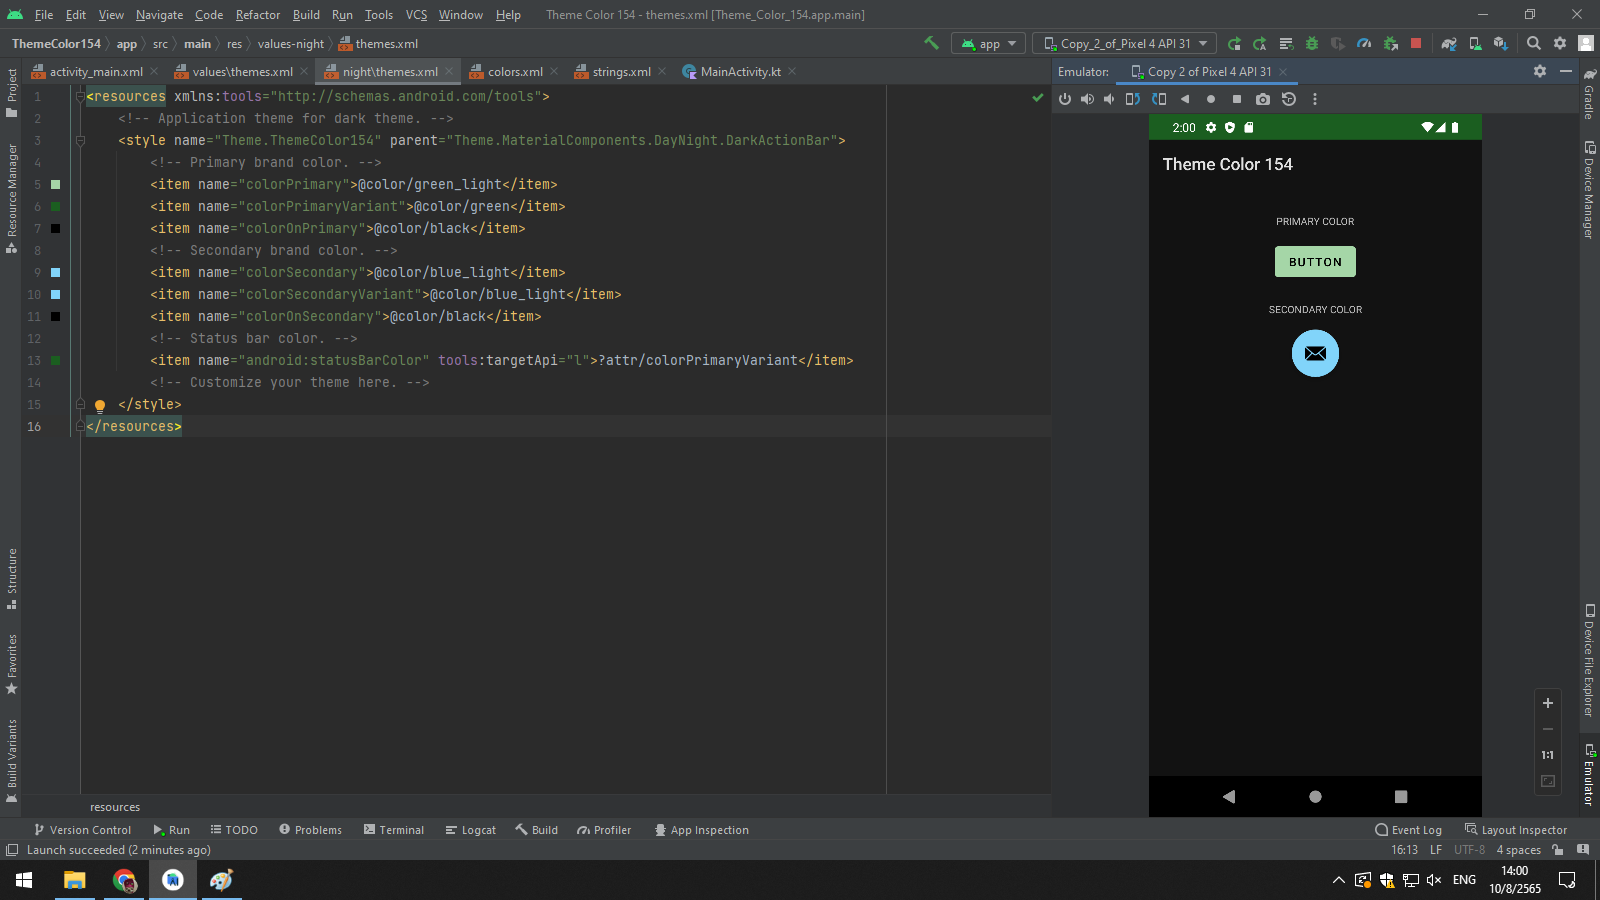 File Edit View Navigate Code Refactor Build Run Tools VCS Window Help Theme Color 154 - themes.xml [Theme_Color_154.app.main]
ThemeColor154 app src main res values-night themes.xml
app Copy_2_of_Pixel 4 API 31
activity_main.xml values\themes.xml night\themes.xml colors.xml strings.xml MainActivity.kt
Emulator: Copy 2 of Pixel 4 API 31
Project
Resource Manager
Structure
Favorites
Build Variants
1 <resources xmlns:tools="http://schemas.android.com/tools">
2 <!-- Application theme for dark theme. -->
3 <style name="Theme.ThemeColor154" parent="Theme.MaterialComponents.DayNight.DarkActionBar">
4 <!-- Primary brand color. -->
5 <item name="colorPrimary">@color/green_light</item>
6 <item name="colorPrimaryVariant">@color/green</item>
7 <item name="colorOnPrimary">@color/black</item>
8 <!-- Secondary brand color. -->
9 <item name="colorSecondary">@color/blue_light</item>
10 <item name="colorSecondaryVariant">@color/blue_light</item>
11 <item name="colorOnSecondary">@color/black</item>
12 <!-- Status bar color. -->
13 <item name="android:statusBarColor" tools:targetApi="l">?attr/colorPrimaryVariant</item>
14 <!-- Customize your theme here. -->
15 </style>
16 </resources>
2:00
Theme Color 154
PRIMARY COLOR
BUTTON
SECONDARY COLOR
1:1
Gradle
Device Manager
Device File Explorer
Emulator
resources
Version Control Run TODO Problems Terminal Logcat Build Profiler App Inspection Event Log Layout Inspector
Launch succeeded (2 minutes ago) 16:13 LF UTF-8 4 spaces
ENG
14:00
10/8/2565